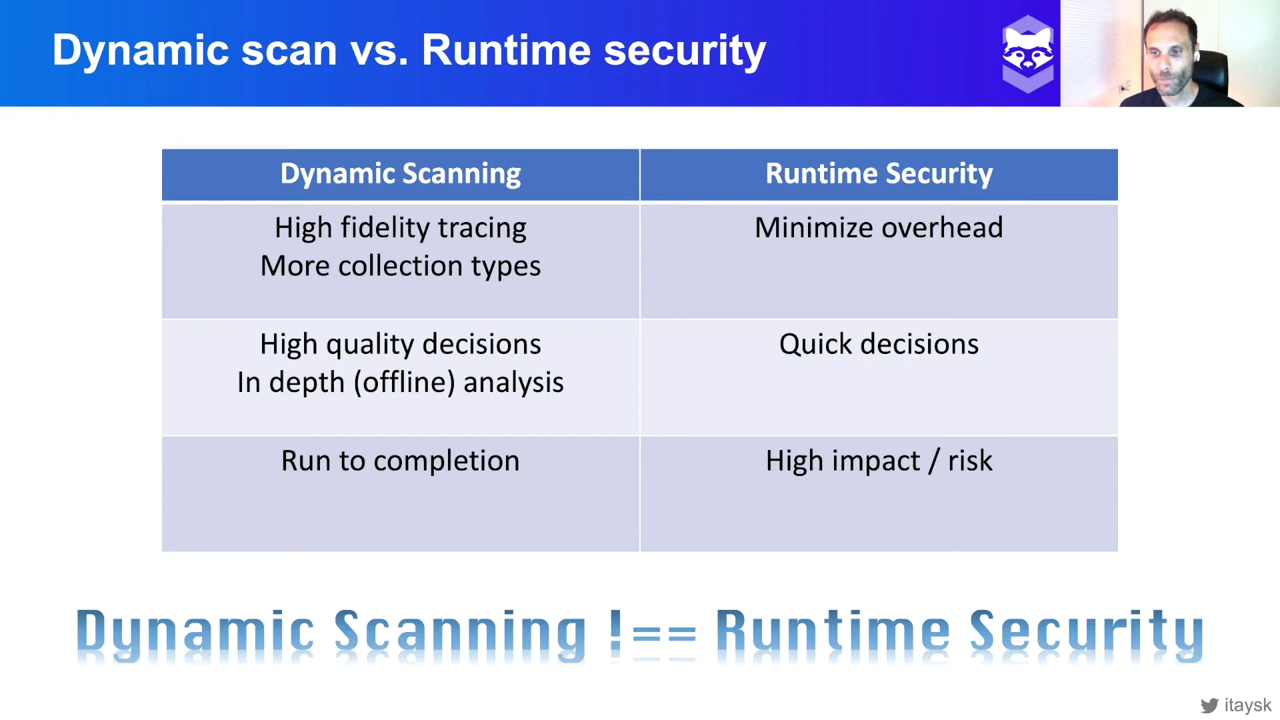 Dynamic scan vs. Runtime security
Dynamic Scanning
Runtime Security
High fidelity tracing
More collection types
Minimize overhead
High quality decisions
In depth (offline) analysis
Quick decisions
Run to completion
High impact / risk
Dynamic Scanning !== Runtime Security
itaysk